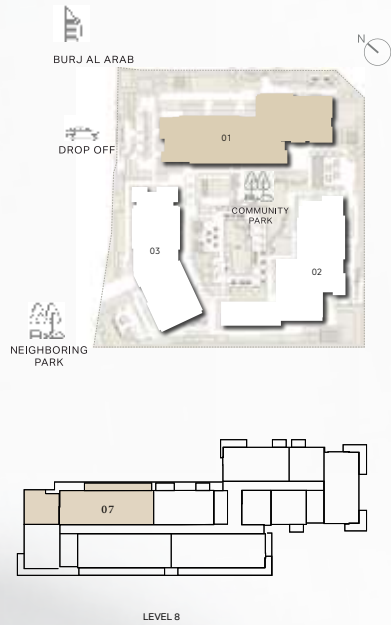 N
BURJ AL ARAB
DROP OFF
01
COMMUNITY
PARK
03
02
NEIGHBORING
PARK
07
LEVEL 8